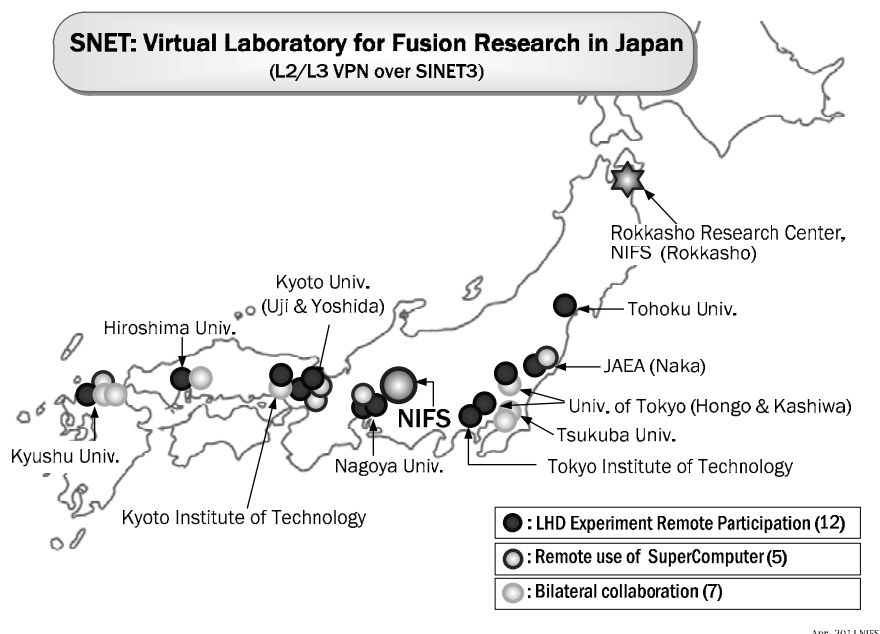 SNET: Virtual Laboratory for Fusion Research in Japan
(L2/L3 VPN over SINET3)
Rokkasho Research Center,
NIFS (Rokkasho)
Kyoto Univ.
(Uji & Yoshida)
Tohoku Univ.
Hiroshima Univ.
JAEA (Naka)
Univ. of Tokyo (Hongo & Kashiwa)
NIFS
Tsukuba Univ.
Kyushu Univ.
Nagoya Univ.
Tokyo Institute of Technology
Kyoto Institute of Technology
: LHD Experiment Remote Participation (12)
: Remote use of SuperComputer (5)
: Bilateral collaboration (7)
Apr. 2011 NIFS